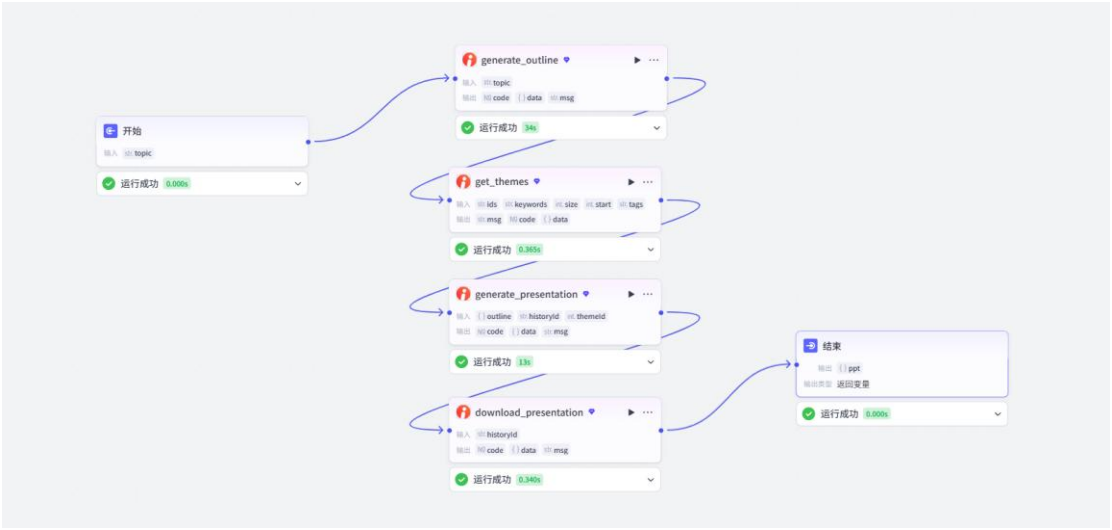 开始
输入 str. topic
运行成功 0.000s
generate_outline
输入 str. topic
输出 code data str. msg
运行成功 34s
get_themes
输入 str. ids str. keywords int. size int. start str. tags
输出 str. msg code data
运行成功 0.365s
generate_presentation
输入 outline str. historyId themeId
输出 code data str. msg
运行成功 13s
download_presentation
输入 str. historyId
输出 code data str. msg
运行成功 0.340s
结束
输出 ppt
输出类型 返回变量
运行成功 0.000s